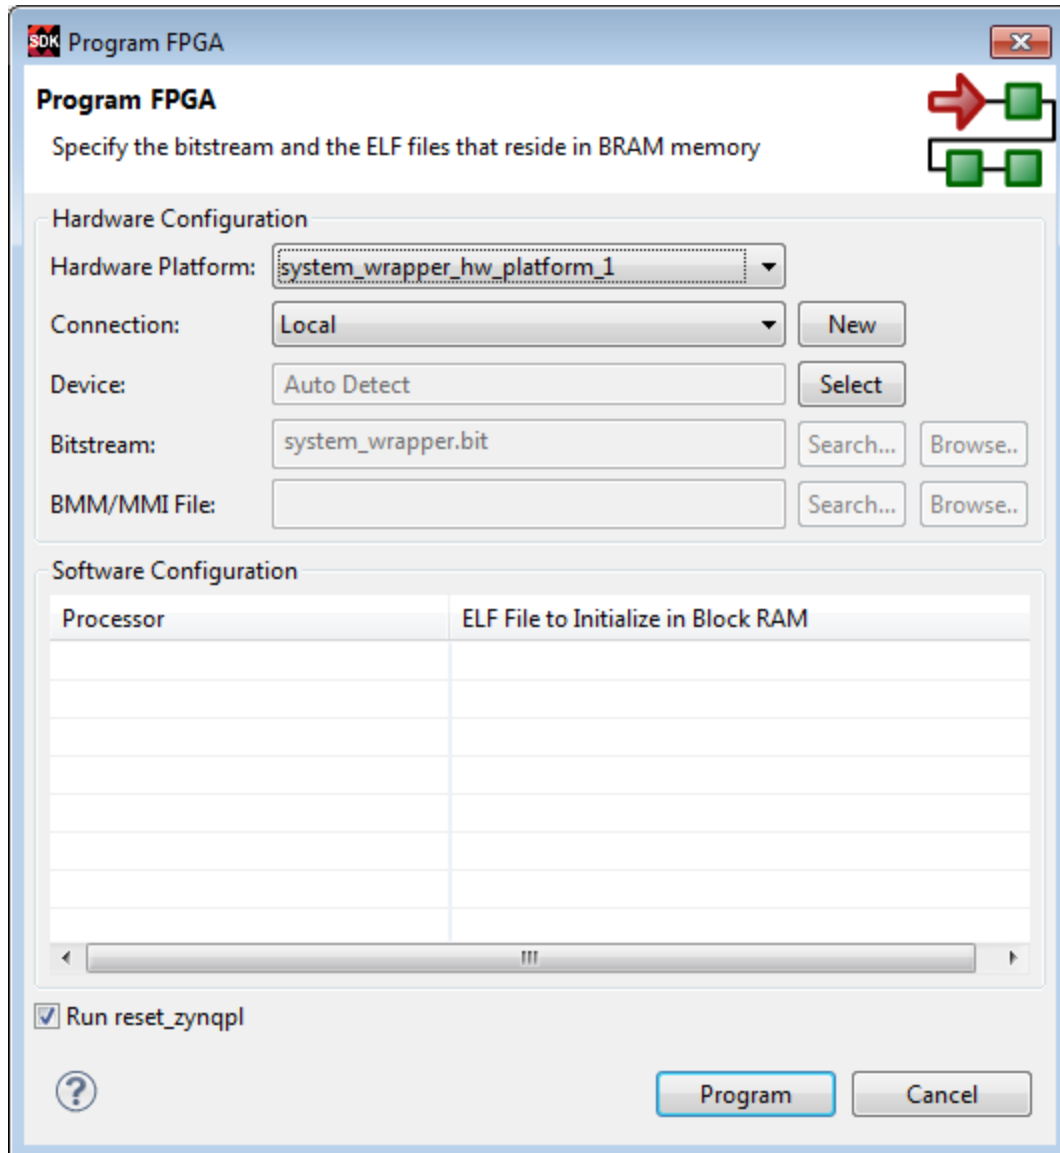 SDK Program FPGA
Program FPGA
Specify the bitstream and the ELF files that reside in BRAM memory
Hardware Configuration
Hardware Platform: system_wrapper_hw_platform_1
Connection: Local New
Device: Auto Detect Select
Bitstream: system_wrapper.bit Search... Browse..
BMM/MMI File: Search... Browse..
Software Configuration
Processor ELF File to Initialize in Block RAM
Run reset_zynqpl
? Program Cancel